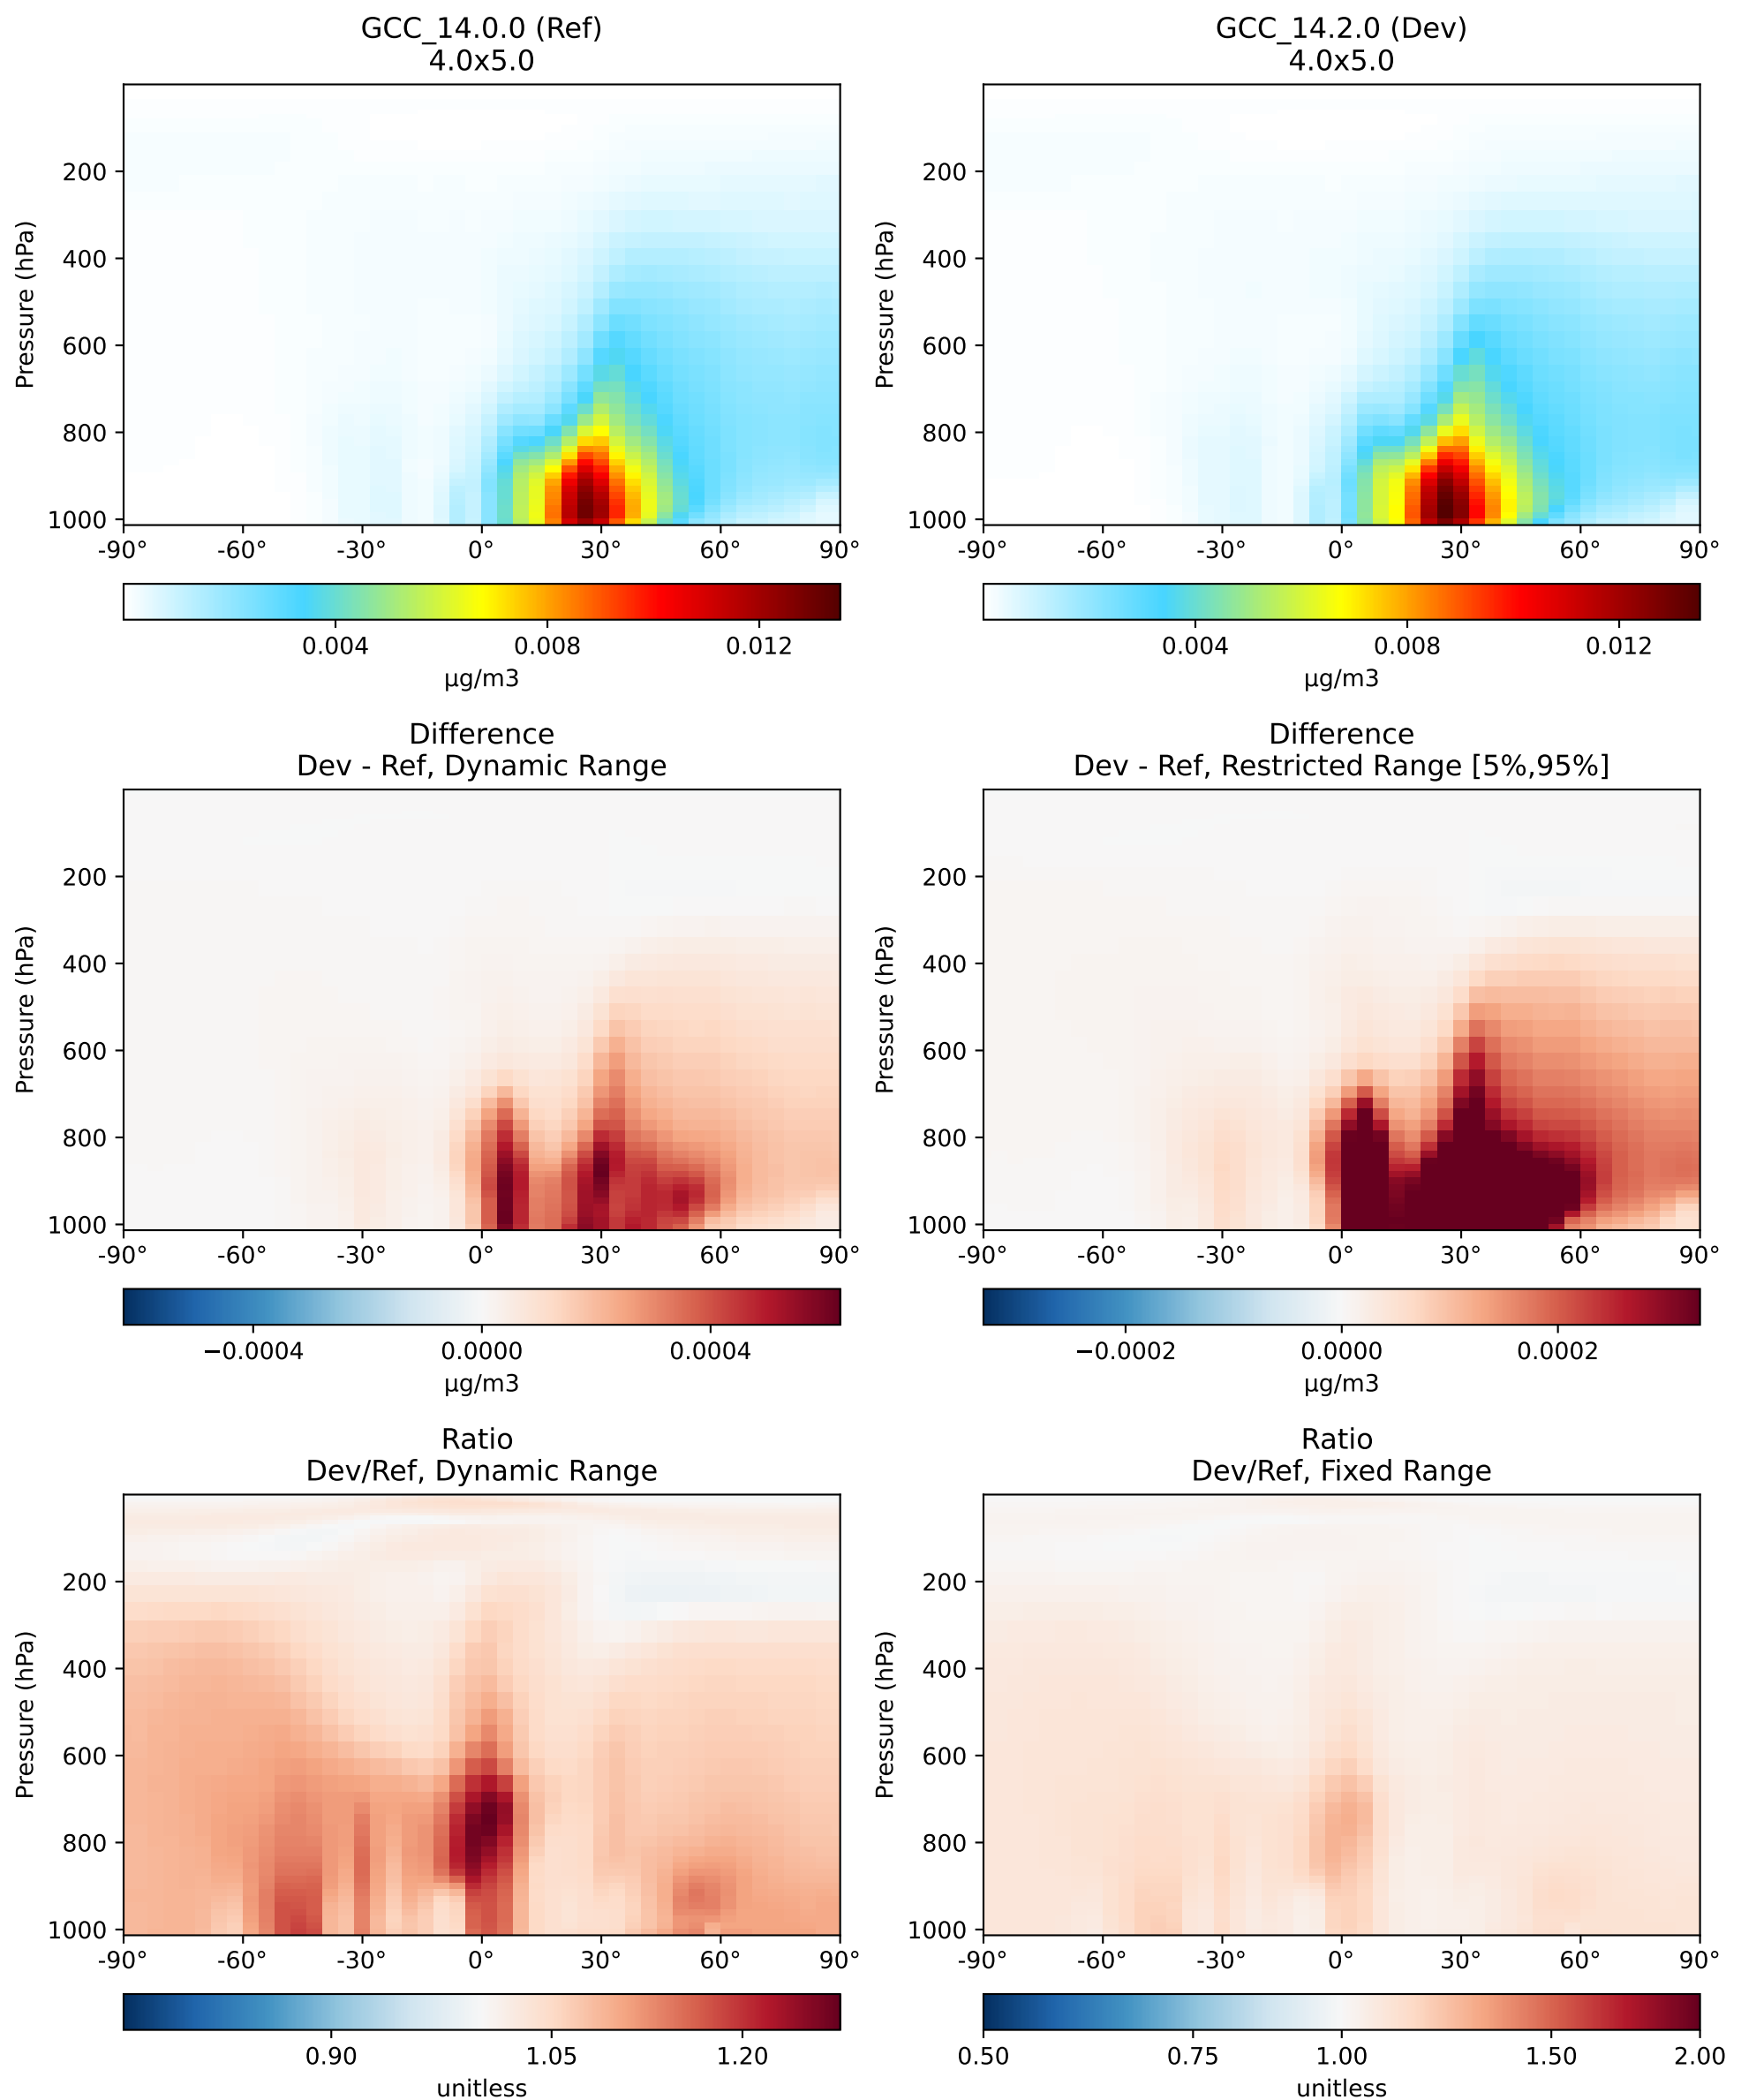 GCC_14.0.0 (Ref)
4.0x5.0
Pressure (hPa)
200
400
600
800
1000
-90° -60° -30° 0° 30° 60° 90°
0.004 0.008 0.012
μg/m3
GCC_14.2.0 (Dev)
4.0x5.0
Pressure (hPa)
200
400
600
800
1000
-90° -60° -30° 0° 30° 60° 90°
0.004 0.008 0.012
μg/m3
Difference
Dev - Ref, Dynamic Range
Pressure (hPa)
200
400
600
800
1000
-90° -60° -30° 0° 30° 60° 90°
−0.0004 0.0000 0.0004
μg/m3
Difference
Dev - Ref, Restricted Range [5%,95%]
Pressure (hPa)
200
400
600
800
1000
-90° -60° -30° 0° 30° 60° 90°
−0.0002 0.0000 0.0002
μg/m3
Ratio
Dev/Ref, Dynamic Range
Pressure (hPa)
200
400
600
800
1000
-90° -60° -30° 0° 30° 60° 90°
0.90 1.05 1.20
unitless
Ratio
Dev/Ref, Fixed Range
Pressure (hPa)
200
400
600
800
1000
-90° -60° -30° 0° 30° 60° 90°
0.50 0.75 1.00 1.50 2.00
unitless